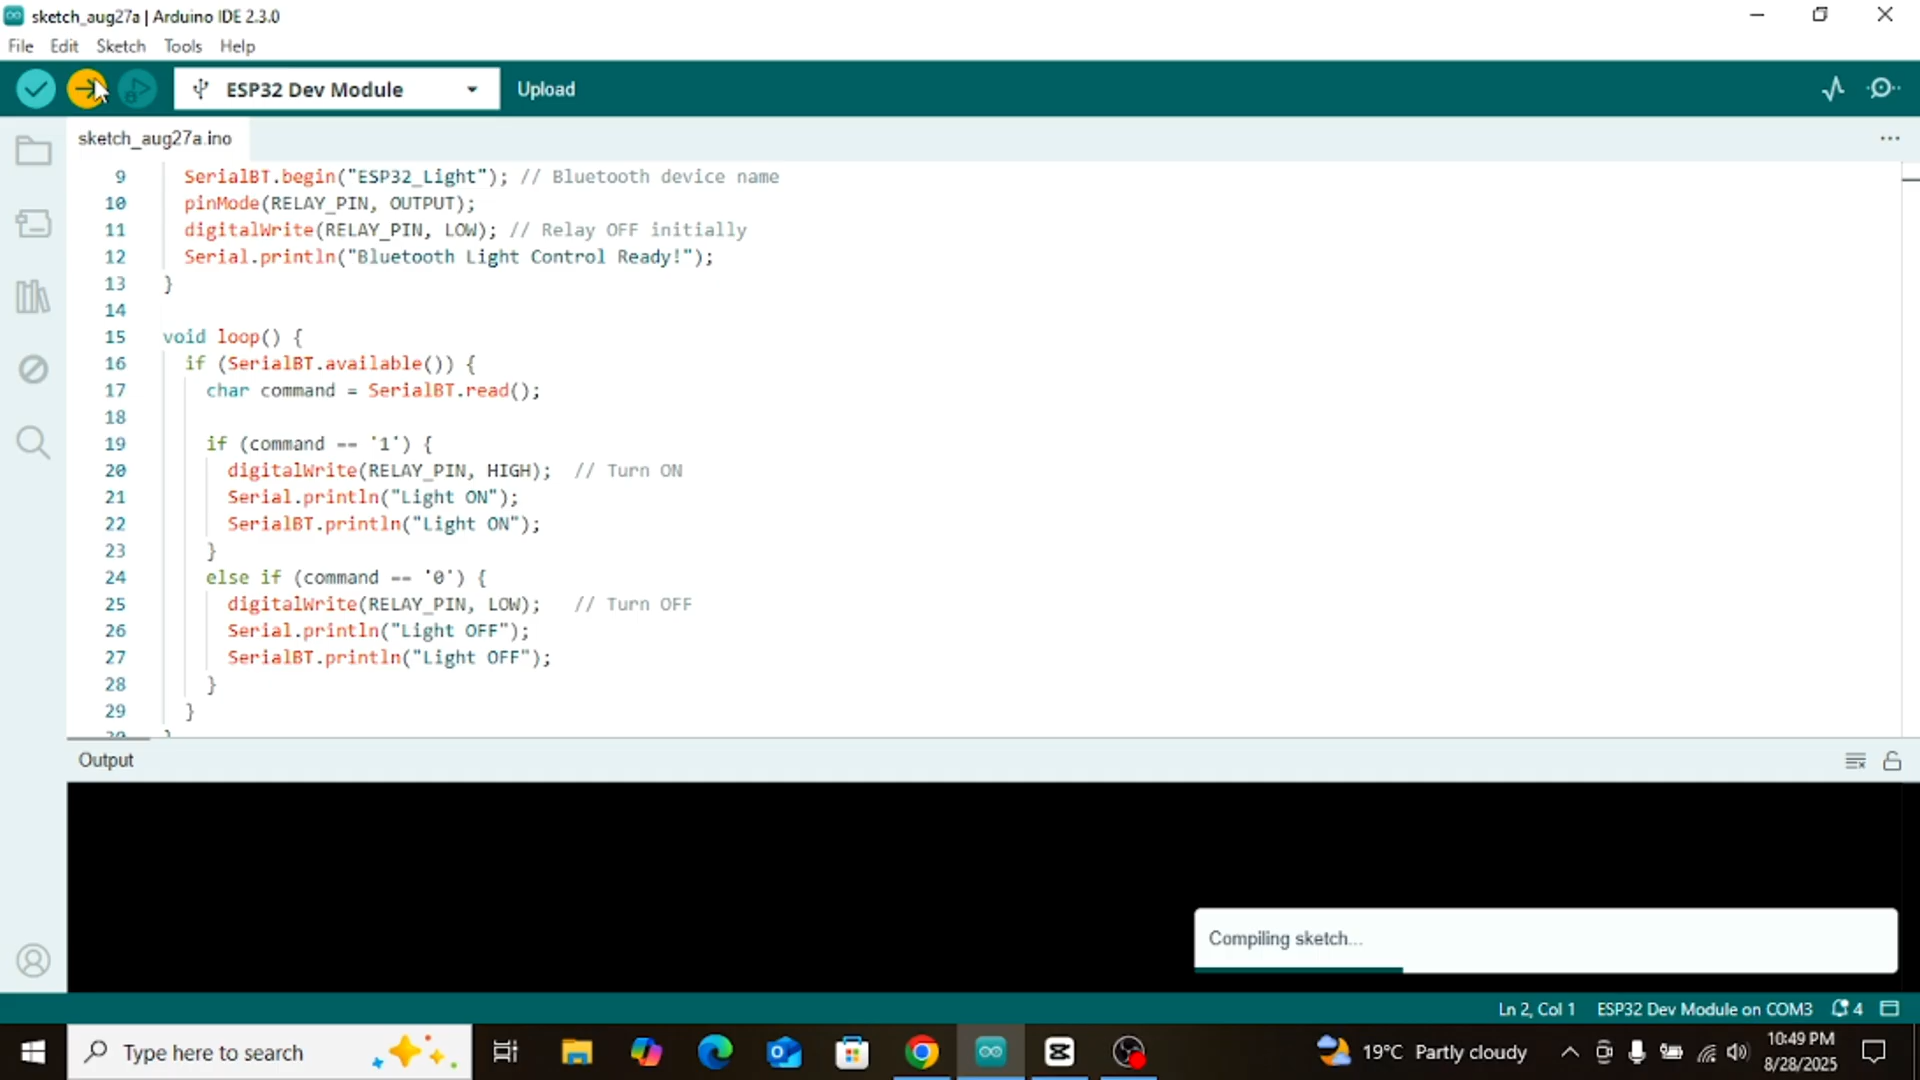 sketch_aug27a | Arduino IDE 2.3.0
File Edit Sketch Tools Help
ESP32 Dev Module Upload
sketch_aug27a.ino
9 SerialBT.begin("ESP32_Light"); // Bluetooth device name
10 pinMode(RELAY_PIN, OUTPUT);
11 digitalWrite(RELAY_PIN, LOW); // Relay OFF initially
12 Serial.println("Bluetooth Light Control Ready!");
13 }
14
15 void loop() {
16 if (SerialBT.available()) {
17 char command = SerialBT.read();
18
19 if (command == '1') {
20 digitalWrite(RELAY_PIN, HIGH); // Turn ON
21 Serial.println("Light ON");
22 SerialBT.println("Light ON");
23 }
24 else if (command == '0') {
25 digitalWrite(RELAY_PIN, LOW); // Turn OFF
26 Serial.println("Light OFF");
27 SerialBT.println("Light OFF");
28 }
29 }
Output
Compiling sketch...
Ln 2, Col 1 ESP32 Dev Module on COM3 4
Type here to search
19°C Partly cloudy
10:49 PM
8/28/2025